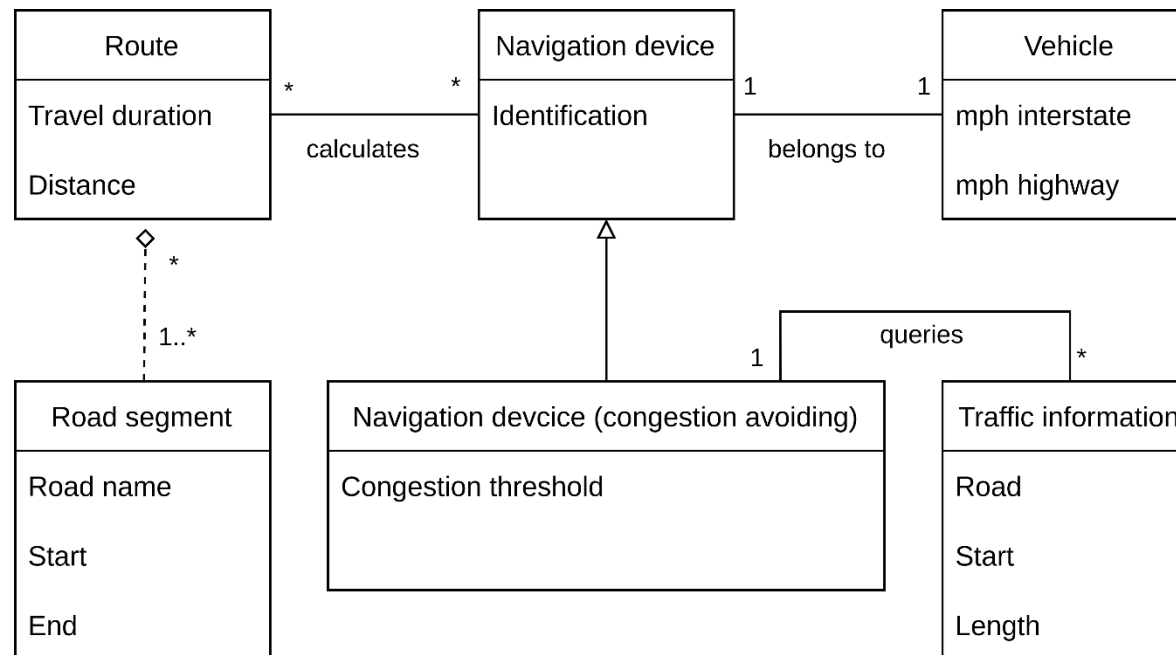 Route
Travel duration
Distance
*
*
calculates
Navigation device
Identification
1
1
belongs to
Vehicle
mph interstate
mph highway
*
1..*
1
queries
*
Road segment
Road name
Start
End
Navigation devcice (congestion avoiding)
Congestion threshold
Traffic information
Road
Start
Length